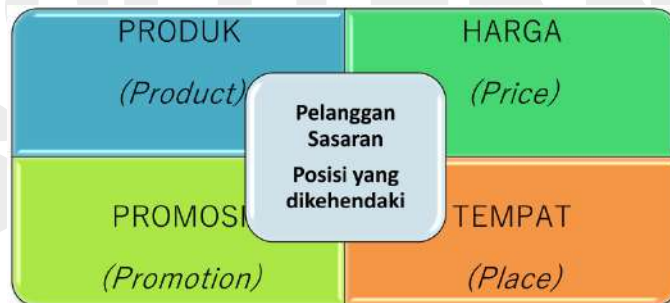 PRODUK
(Product)
HARGA
(Price)
Pelanggan
Sasaran
Posisi yang
dikehendaki
PROMOSI
(Promotion)
TEMPAT
(Place)